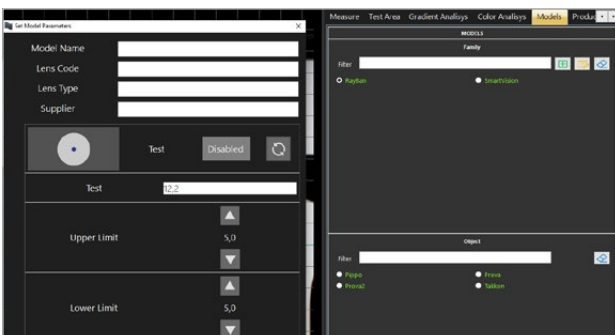 Set Model Parameters
Model Name
Lens Code
Lens Type
Supplier
Test
Disabled
Test
12,2
Upper Limit
5,0
Lower Limit
5,0
Measure
Test Area
Gradient Analisys
Color Analisys
Models
MODELS
Family
Filter
RayBan
SmartVision
Object
Filter
Pippo
Prova
Prova2